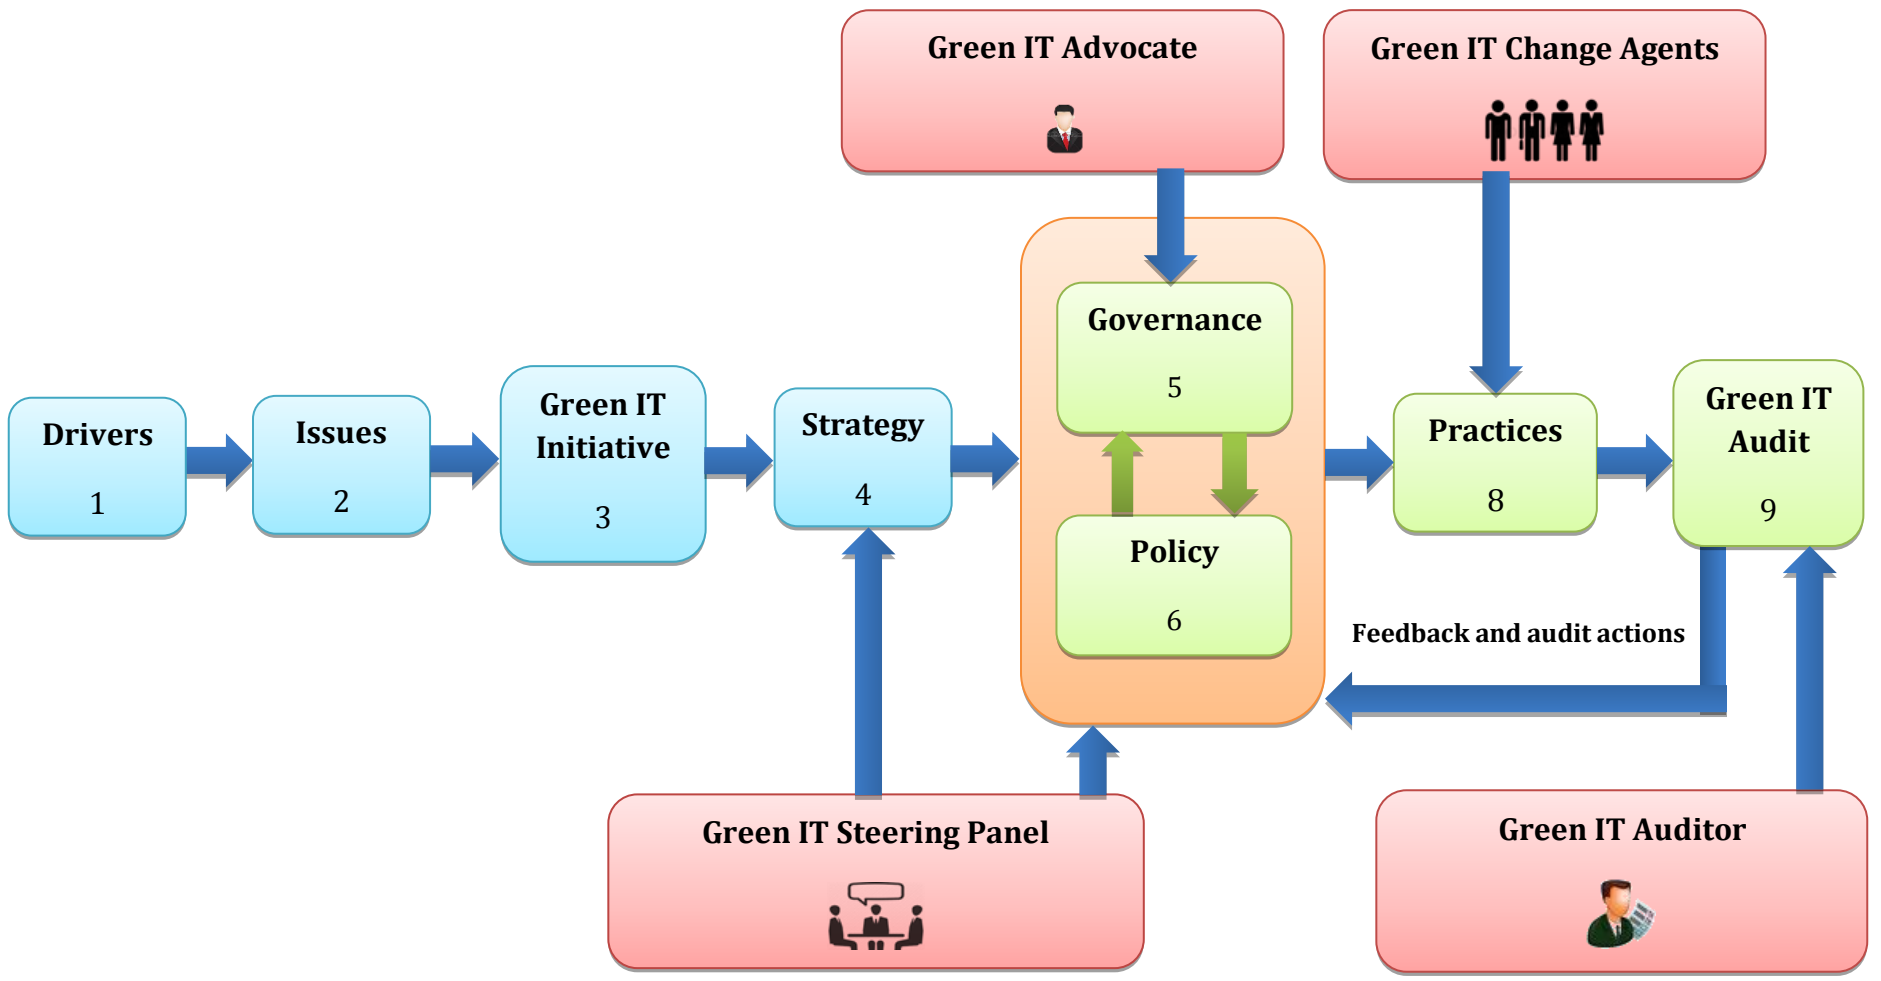 Green IT Advocate
Green IT Change Agents
Governance
5
Drivers
1
Issues
2
Green IT
Initiative
3
Strategy
4
Policy
6
Practices
8
Green IT
Audit
9
Feedback and audit actions
Green IT Steering Panel
Green IT Auditor